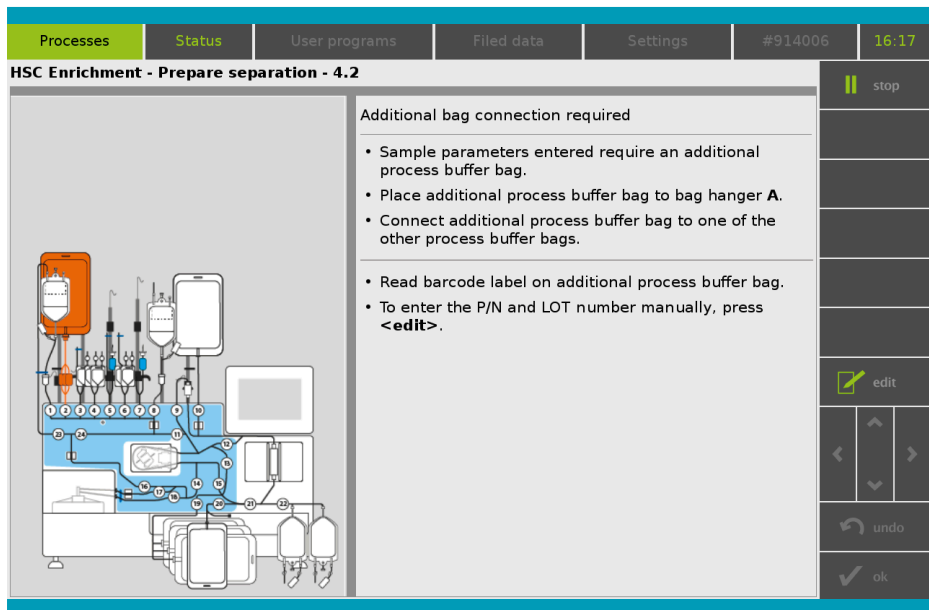 Processes Status User programs Filed data Settings #914006 16:17
HSC Enrichment - Prepare separation - 4.2
stop
Additional bag connection required
• Sample parameters entered require an additional
process buffer bag.
• Place additional process buffer bag to bag hanger A.
• Connect additional process buffer bag to one of the
other process buffer bags.
• Read barcode label on additional process buffer bag.
• To enter the P/N and LOT number manually, press
<edit>.
edit
undo
ok
1 2 3 4 5 6 7 8 9 10
23 24 11
12
13
16 17 18 14 15
19 20 21 22